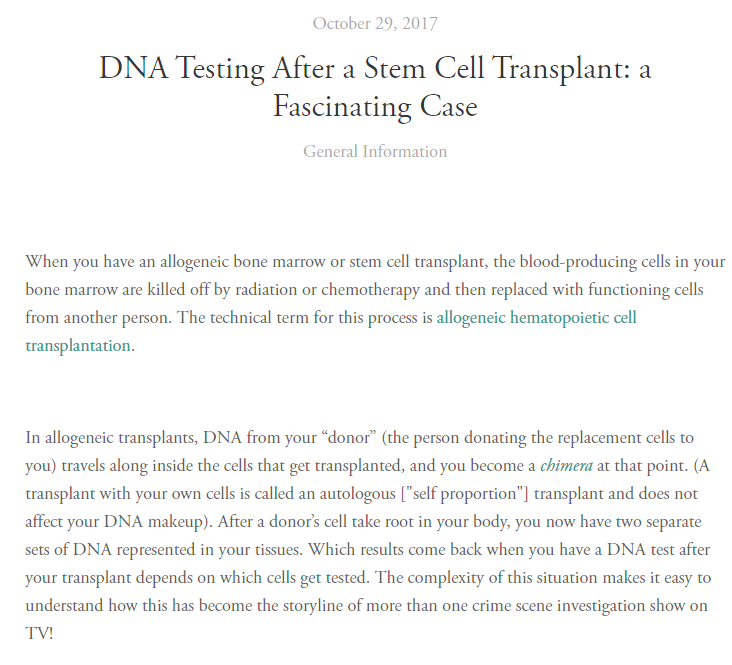 October 29, 2017
DNA Testing After a Stem Cell Transplant: a
Fascinating Case
General Information
When you have an allogeneic bone marrow or stem cell transplant, the blood-producing cells in your
bone marrow are killed off by radiation or chemotherapy and then replaced with functioning cells
from another person. The technical term for this process is allogeneic hematopoietic cell
transplantation.
In allogeneic transplants, DNA from your “donor” (the person donating the replacement cells to
you) travels along inside the cells that get transplanted, and you become a chimera at that point. (A
transplant with your own cells is called an autologous ["self proportion"] transplant and does not
affect your DNA makeup). After a donor’s cell take root in your body, you now have two separate
sets of DNA represented in your tissues. Which results come back when you have a DNA test after
your transplant depends on which cells get tested. The complexity of this situation makes it easy to
understand how this has become the storyline of more than one crime scene investigation show on
TV!